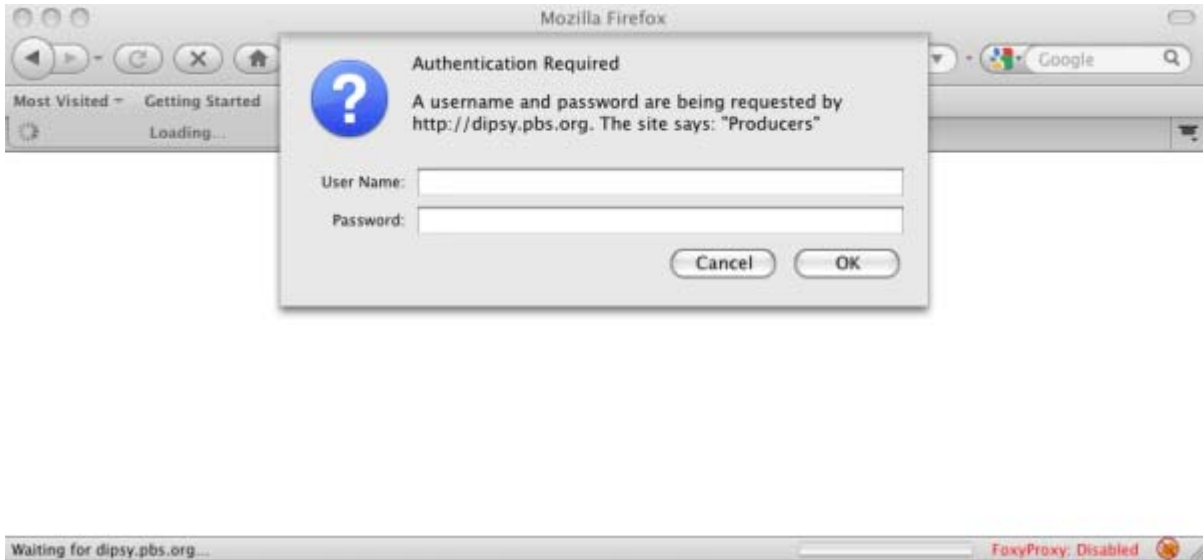 Mozilla Firefox
Google
Authentication Required
A username and password are being requested by
http://dipsy.pbs.org. The site says: "Producers"
Most Visited Getting Started
Loading...
User Name:
Password:
Cancel OK
Waiting for dipsy.pbs.org...
FoxyProxy: Disabled